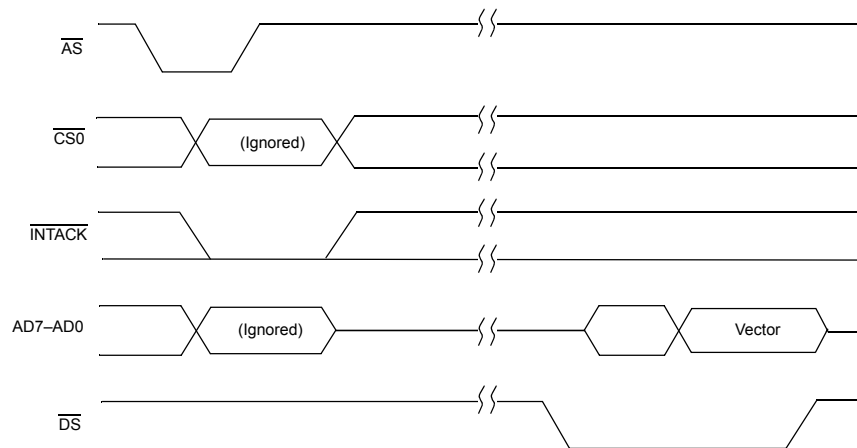 AS
CS0
(Ignored)
INTACK
AD7–AD0
(Ignored)
Vector
DS